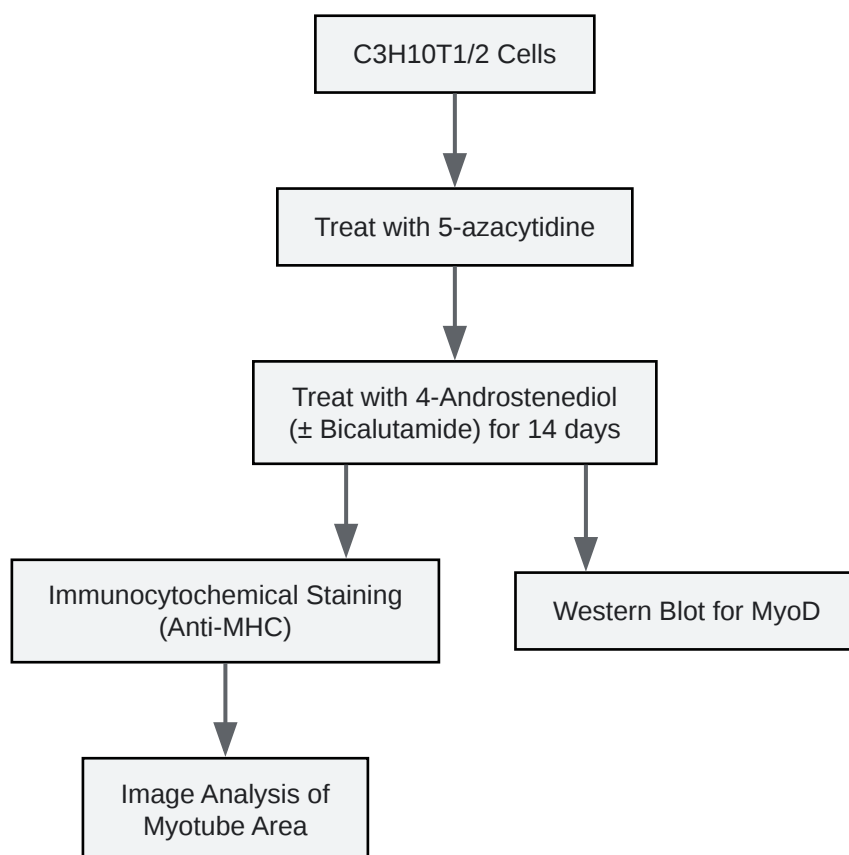 C3H10T1/2 Cells
Treat with 5-azacytidine
Treat with 4-Androstenediol
(± Bicalutamide) for 14 days
Immunocytochemical Staining
(Anti-MHC)
Western Blot for MyoD
Image Analysis of
Myotube Area